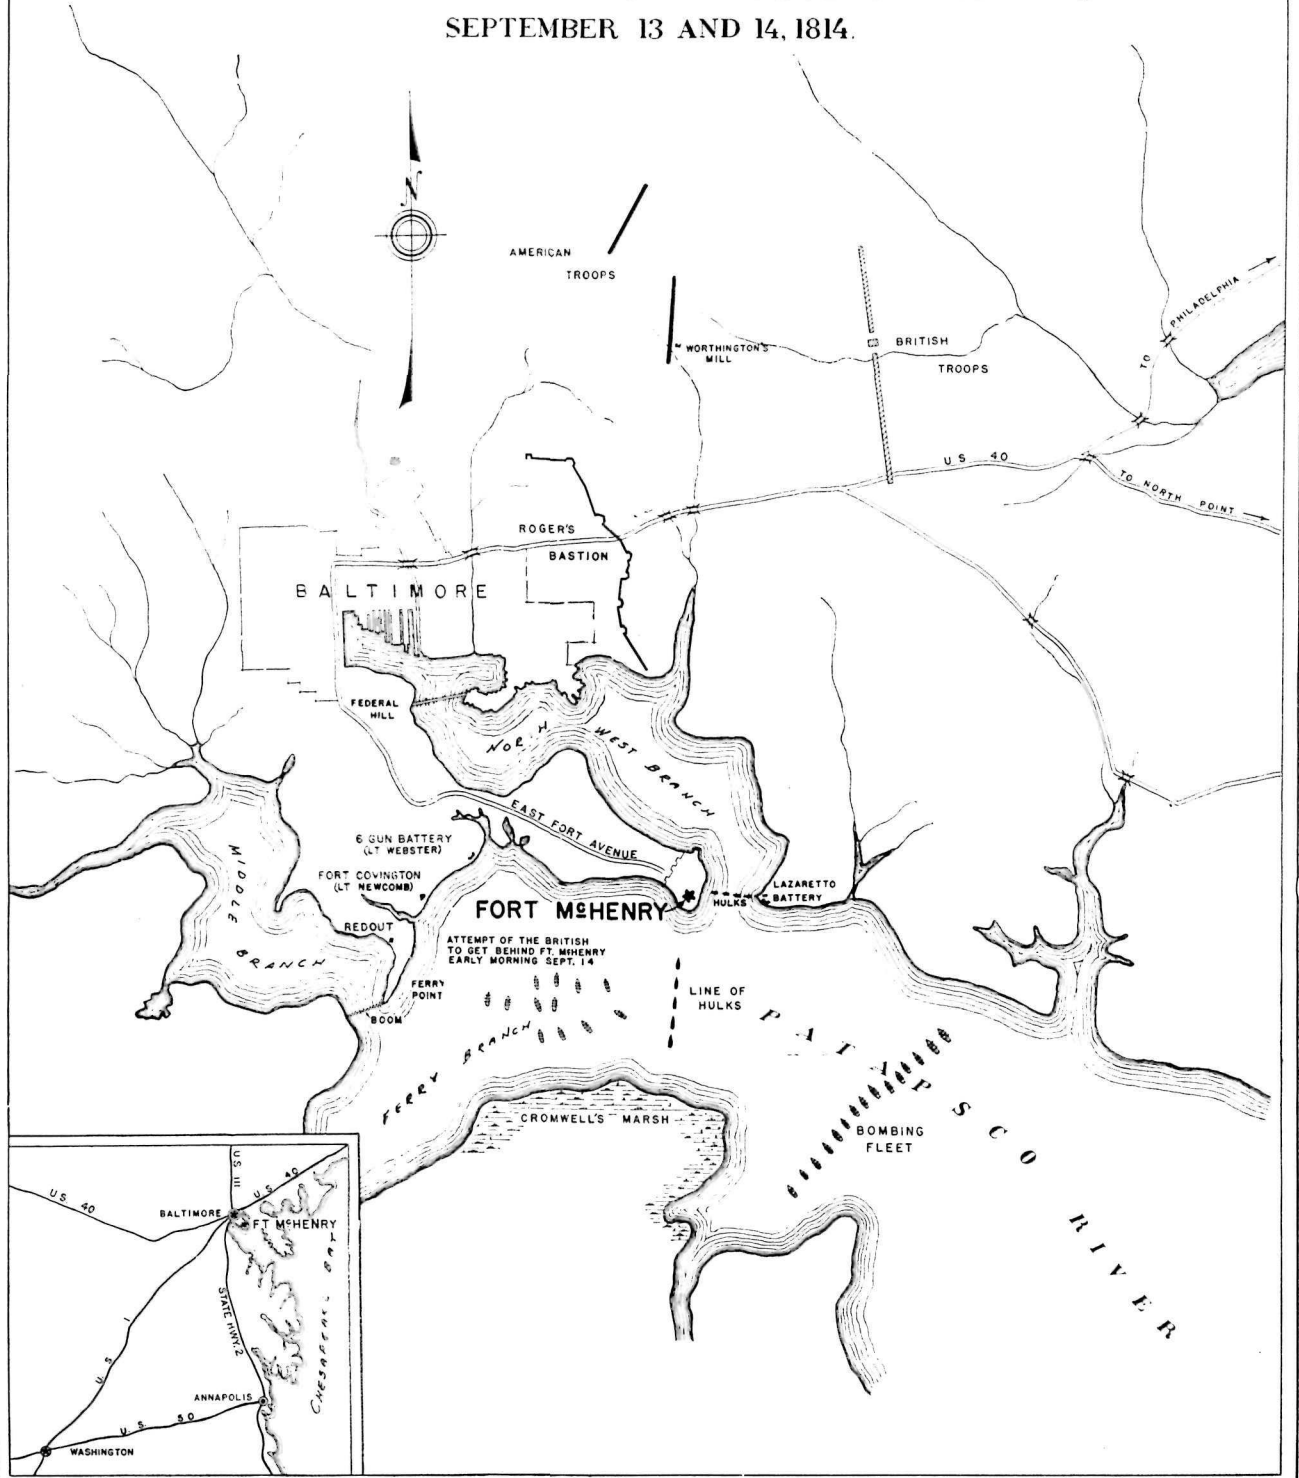 SEPTEMBER 13 AND 14, 1814.
N
AMERICAN
TROOPS
WORTHINGTON'S
MILL
BRITISH
TROOPS
TO PHILADELPHIA
U S 40
TO NORTH POINT
ROGER'S
BASTION
BALTIMORE
FEDERAL
HILL
NORTH WEST BRANCH
EAST FORT AVENUE
6 GUN BATTERY
(LT WEBSTER)
FORT COVINGTON
(LT NEWCOMB)
REDOUT
MIDDLE BRANCH
FORT McHENRY
HULKS
LAZARETTO
BATTERY
ATTEMPT OF THE BRITISH
TO GET BEHIND FT. McHENRY
EARLY MORNING SEPT. 14
FERRY
POINT
BOOM
LINE OF
HULKS
FERRY BRANCH
PATAPSCO RIVER
CROMWELL'S MARSH
BOMBING
FLEET
U.S. 111
U.S. 40
U.S. 40
BALTIMORE
FT McHENRY
CHESAPEAKE BAY
STATE HWY. 2
U. S. 1
ANNAPOLIS
U. S. 50
WASHINGTON